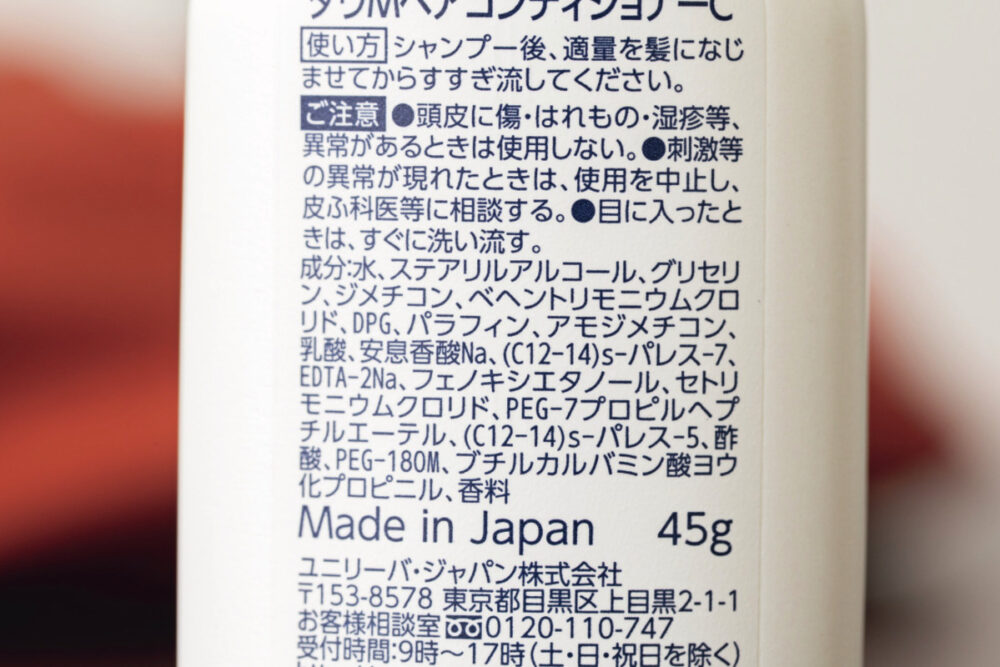 ダヴMヘアコンディショナーC
使い方 シャンプー後、適量を髪になじ
ませてからすすぎ流してください。
ご注意 ●頭皮に傷・はれもの・湿疹等、
異常があるときは使用しない。●刺激等
の異常が現れたときは、使用を中止し、
皮ふ科医等に相談する。●目に入ったと
きは、すぐに洗い流す。
成分:水、ステアリルアルコール、グリセリ
ン、ジメチコン、ベヘントリモニウムクロ
リド、DPG、パラフィン、アモジメチコン、
乳酸、安息香酸Na、(C12-14)s-パレス-7、
EDTA-2Na、フェノキシエタノール、セトリ
モニウムクロリド、PEG-7プロピルヘプ
チルエーテル、(C12-14)s-パレス-5、酢
酸、PEG-180M、ブチルカルバミン酸ヨウ
化プロピニル、香料
Made in Japan 45g
ユニリーバ・ジャパン株式会社
〒153-8578 東京都目黒区上目黒2-1-1
お客様相談室 0120-110-747
受付時間:9時～17時(土・日・祝日を除く)